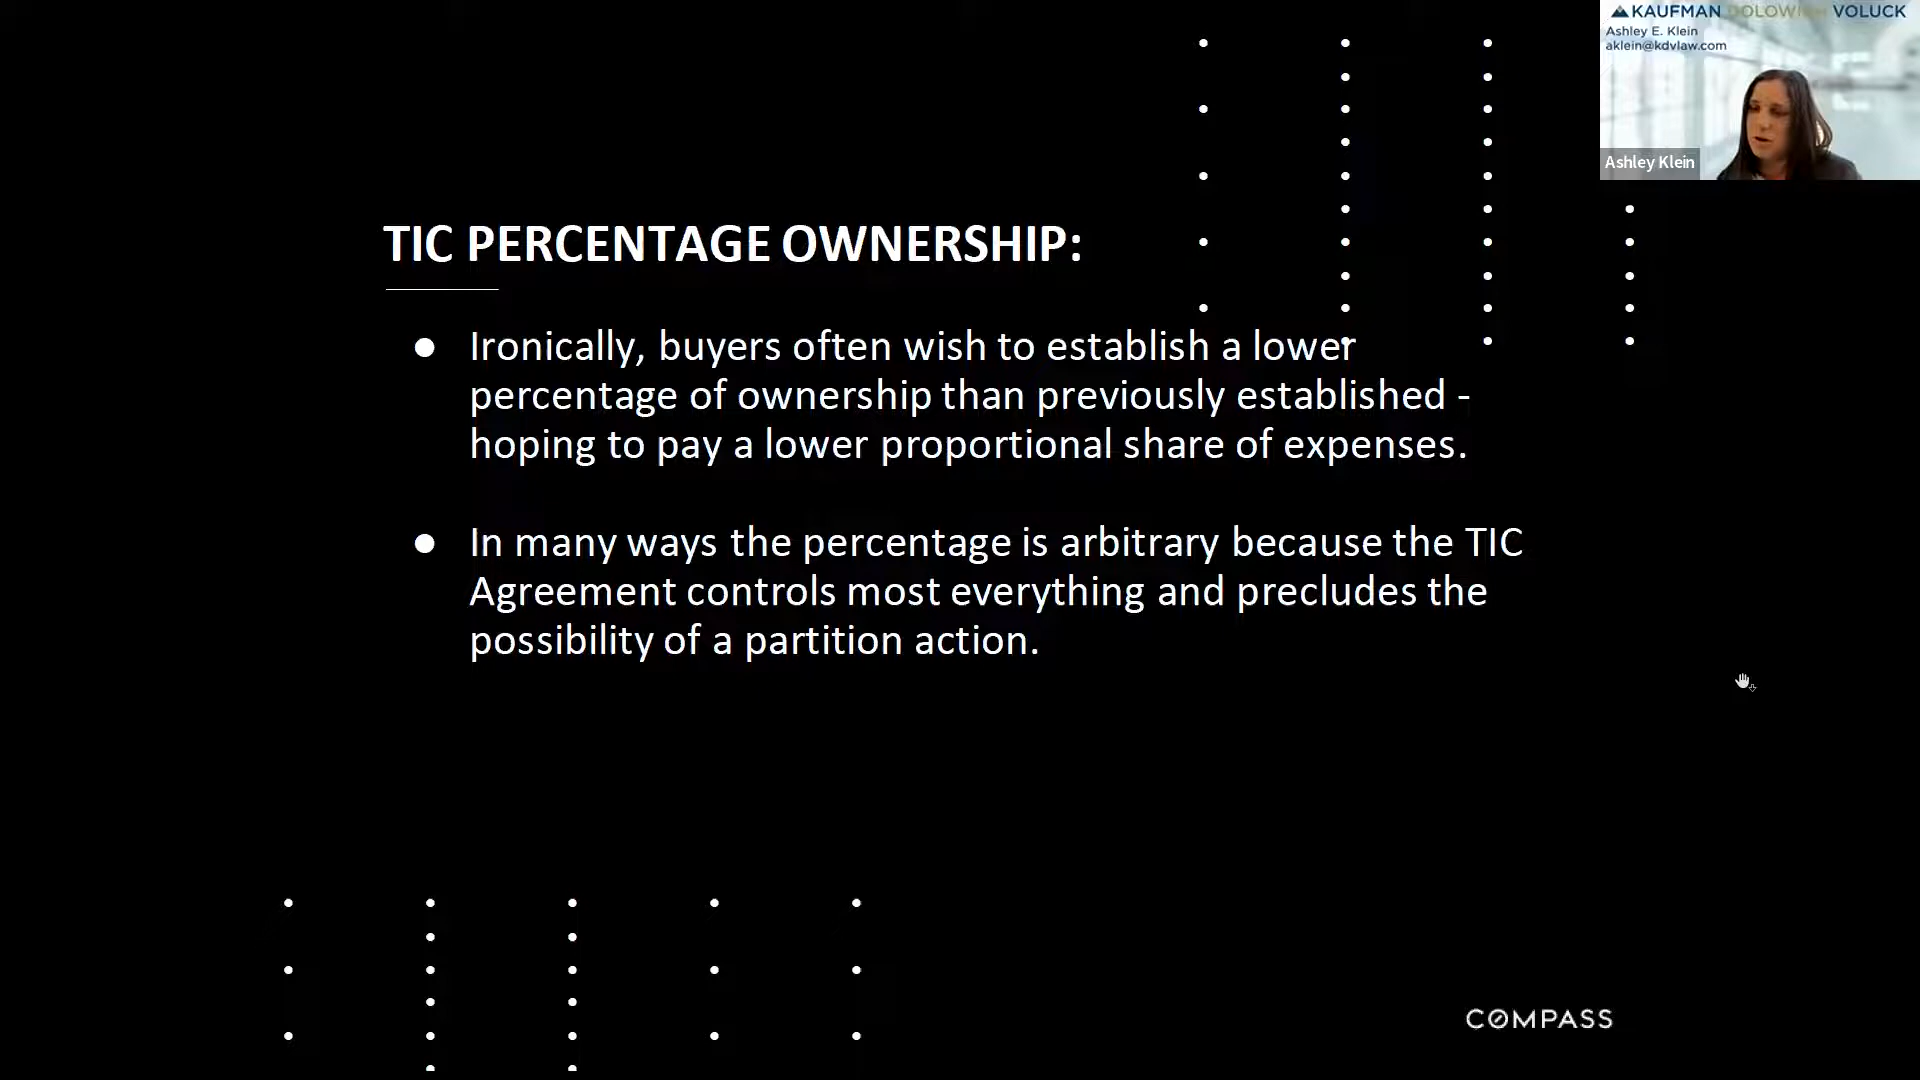 KAUFMAN DOLOWICH VOLUCK
Ashley E. Klein
aklein@kdvlaw.com
Ashley Klein
TIC PERCENTAGE OWNERSHIP:
● Ironically, buyers often wish to establish a lower
percentage of ownership than previously established -
hoping to pay a lower proportional share of expenses.
● In many ways the percentage is arbitrary because the TIC
Agreement controls most everything and precludes the
possibility of a partition action.
COMPASS